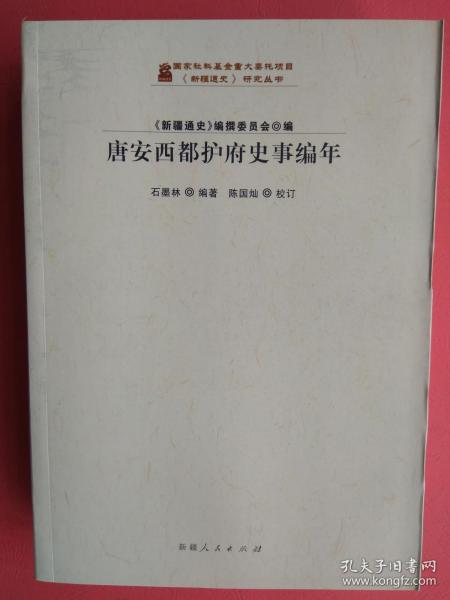 国家社科基金重大委托项目
《新疆通史》研究丛书
《新疆通史》编撰委员会◎编
唐安西都护府史事编年
石墨林◎编著 陈国灿◎校订
新疆人民出版社
孔夫子旧书网
www.kongfz.com